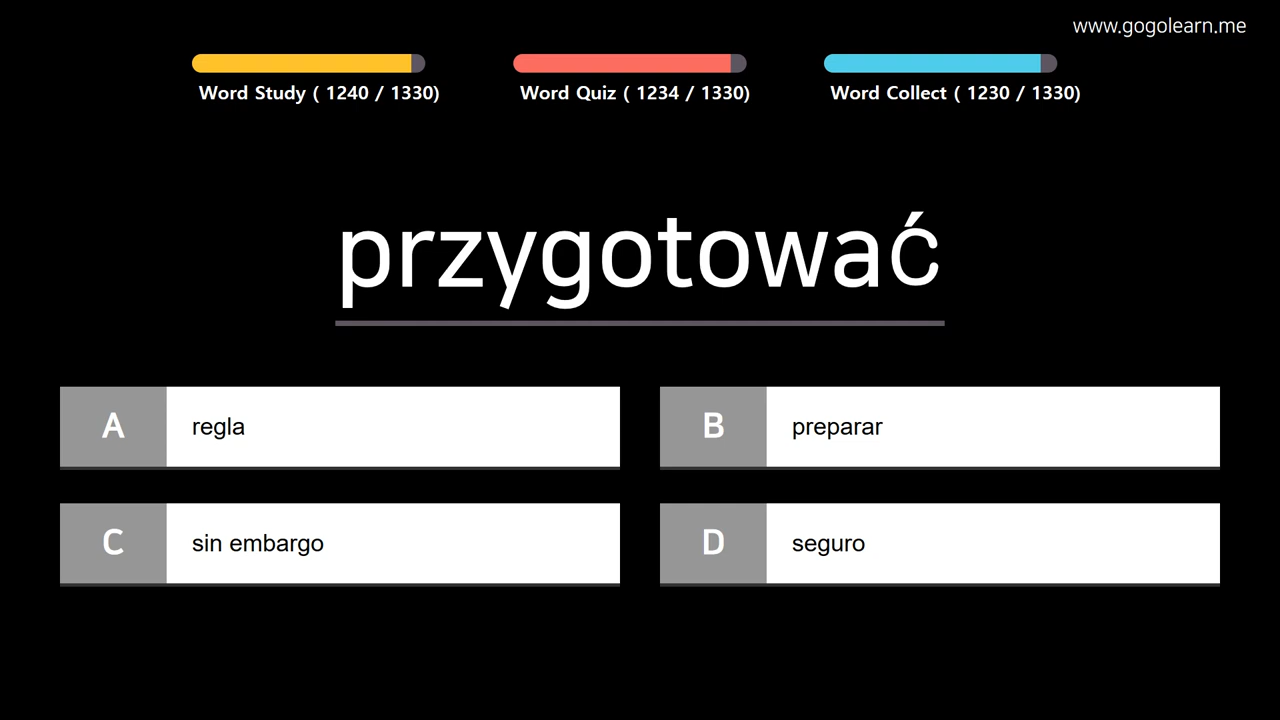 www.gogolearn.me
Word Study ( 1240 / 1330)
Word Quiz ( 1234 / 1330)
Word Collect ( 1230 / 1330)
przygotować
A regla
B preparar
C sin embargo
D seguro